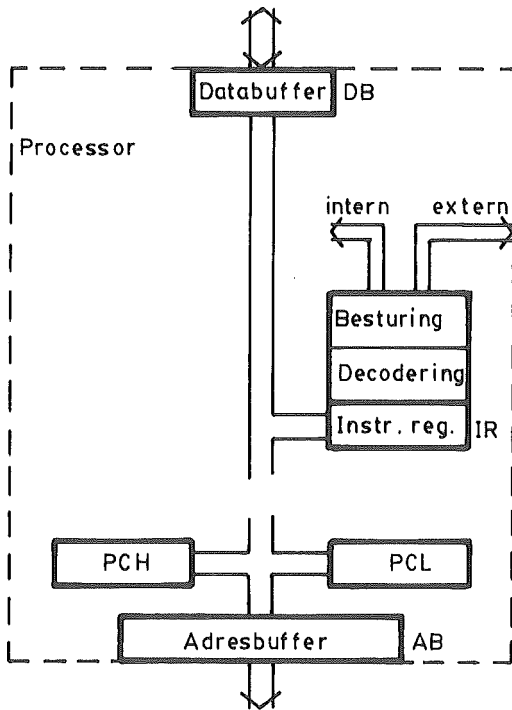 Databuffer DB
Processor
intern extern
Besturing
Decodering
Instr. reg. IR
PCH PCL
Adresbuffer AB